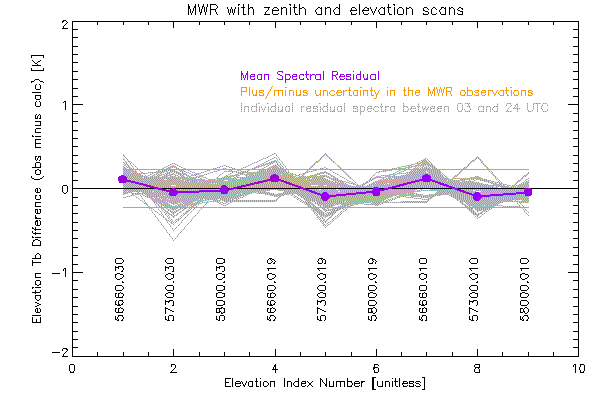 MWR with zenith and elevation scans
Mean Spectral Residual
Plus/minus uncertainty in the MWR observations
Individual residual spectra between 03 and 24 UTC
Elevation Tb Difference (obs minus calc) [K]
2
1
0
-1
-2
56660.030
57300.030
58000.030
56660.019
57300.019
58000.019
56660.010
57300.010
58000.010
0 2 4 6 8 10
Elevation Index Number [unitless]